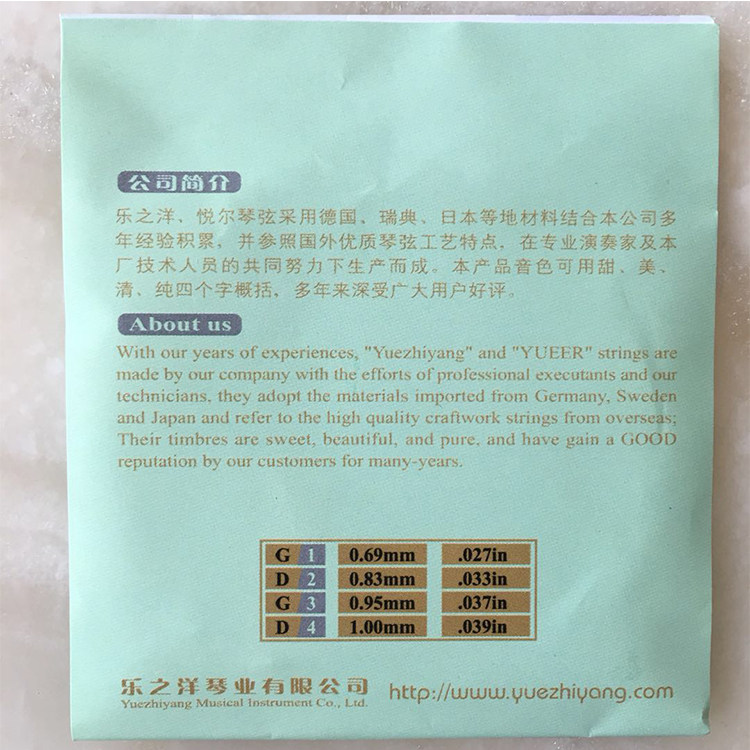 公司简介
乐之洋、悦尔琴弦采用德国、瑞典、日本等地材料结合本公司多
年经验积累，并参照国外优质琴弦工艺特点，在专业演奏家及本
厂技术人员的共同努力下生产而成。本产品音色可用甜、美、
清、纯四个字概括，多年来深受广大用户好评。
About us
With our years of experiences, "Yuezhiyang" and "YUEER" strings are
made by our company with the efforts of professional executants and our
technicians, they adopt the materials imported from Germany, Sweden
and Japan and refer to the high quality craftwork strings from overseas;
Their timbres are sweet, beautiful, and pure, and have gain a GOOD
reputation by our customers for many-years.
G 1 0.69mm .027in
D 2 0.83mm .033in
G 3 0.95mm .037in
D 4 1.00mm .039in
乐之洋琴业有限公司 http://www.yuezhiyang.com
Yuezhiyang Musical Instrument Co., Ltd.